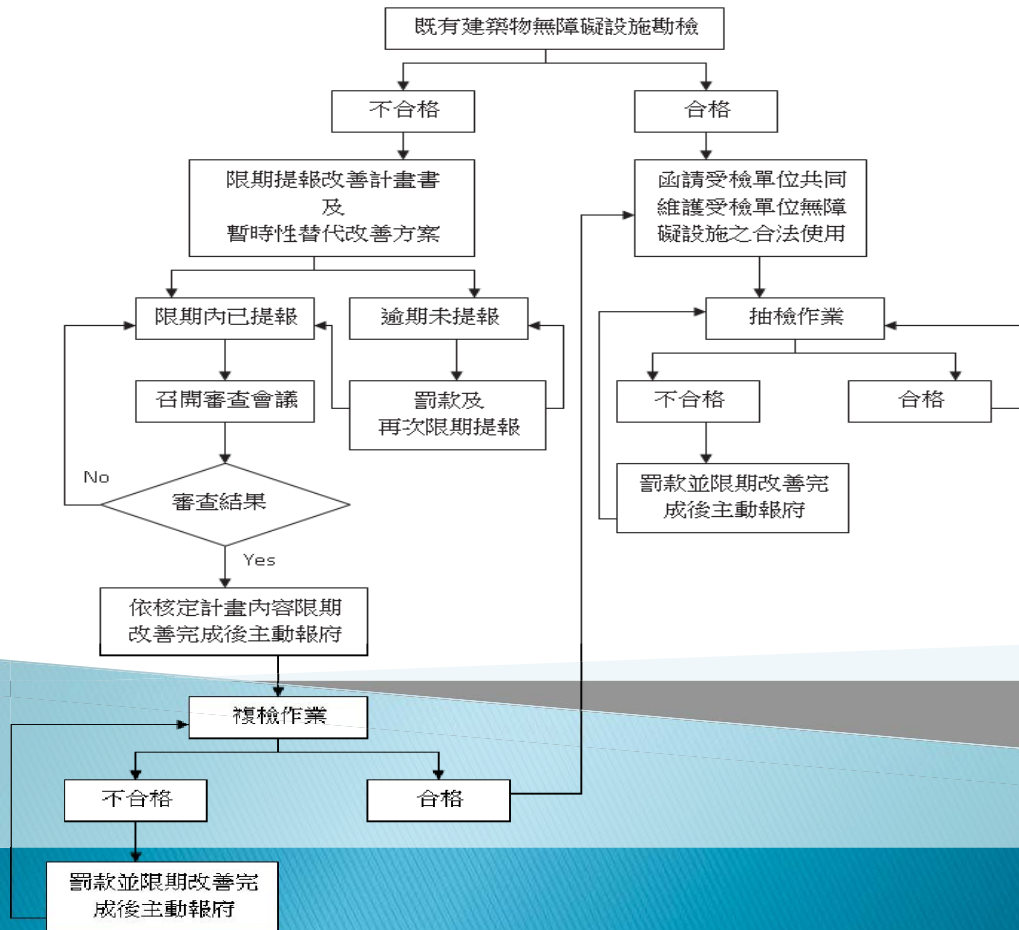 既有建築物無障礙設施勘檢
不合格
合格
限期提報改善計畫書
及
暫時性替代改善方案
函請受檢單位共同
維護受檢單位無障
礙設施之合法使用
限期內已提報
逾期未提報
抽檢作業
召開審查會議
罰款及
再次限期提報
不合格
合格
No
審查結果
罰款並限期改善完
成後主動報府
Yes
依核定計畫內容限期
改善完成後主動報府
複檢作業
不合格
合格
罰款並限期改善完
成後主動報府